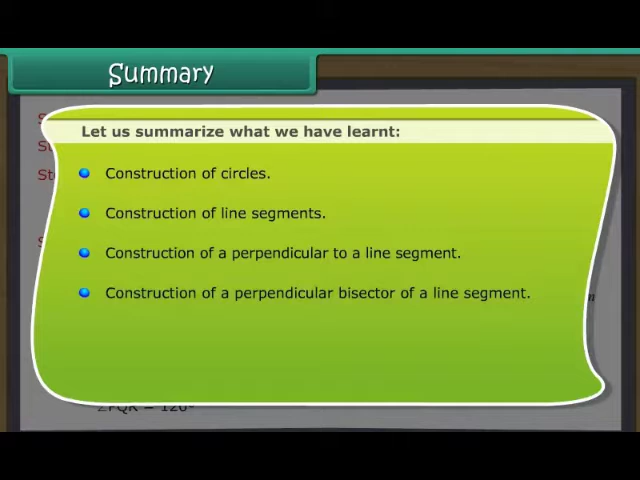 Summary
Let us summarize what we have learnt:
Construction of circles.
Construction of line segments.
Construction of a perpendicular to a line segment.
Construction of a perpendicular bisector of a line segment.